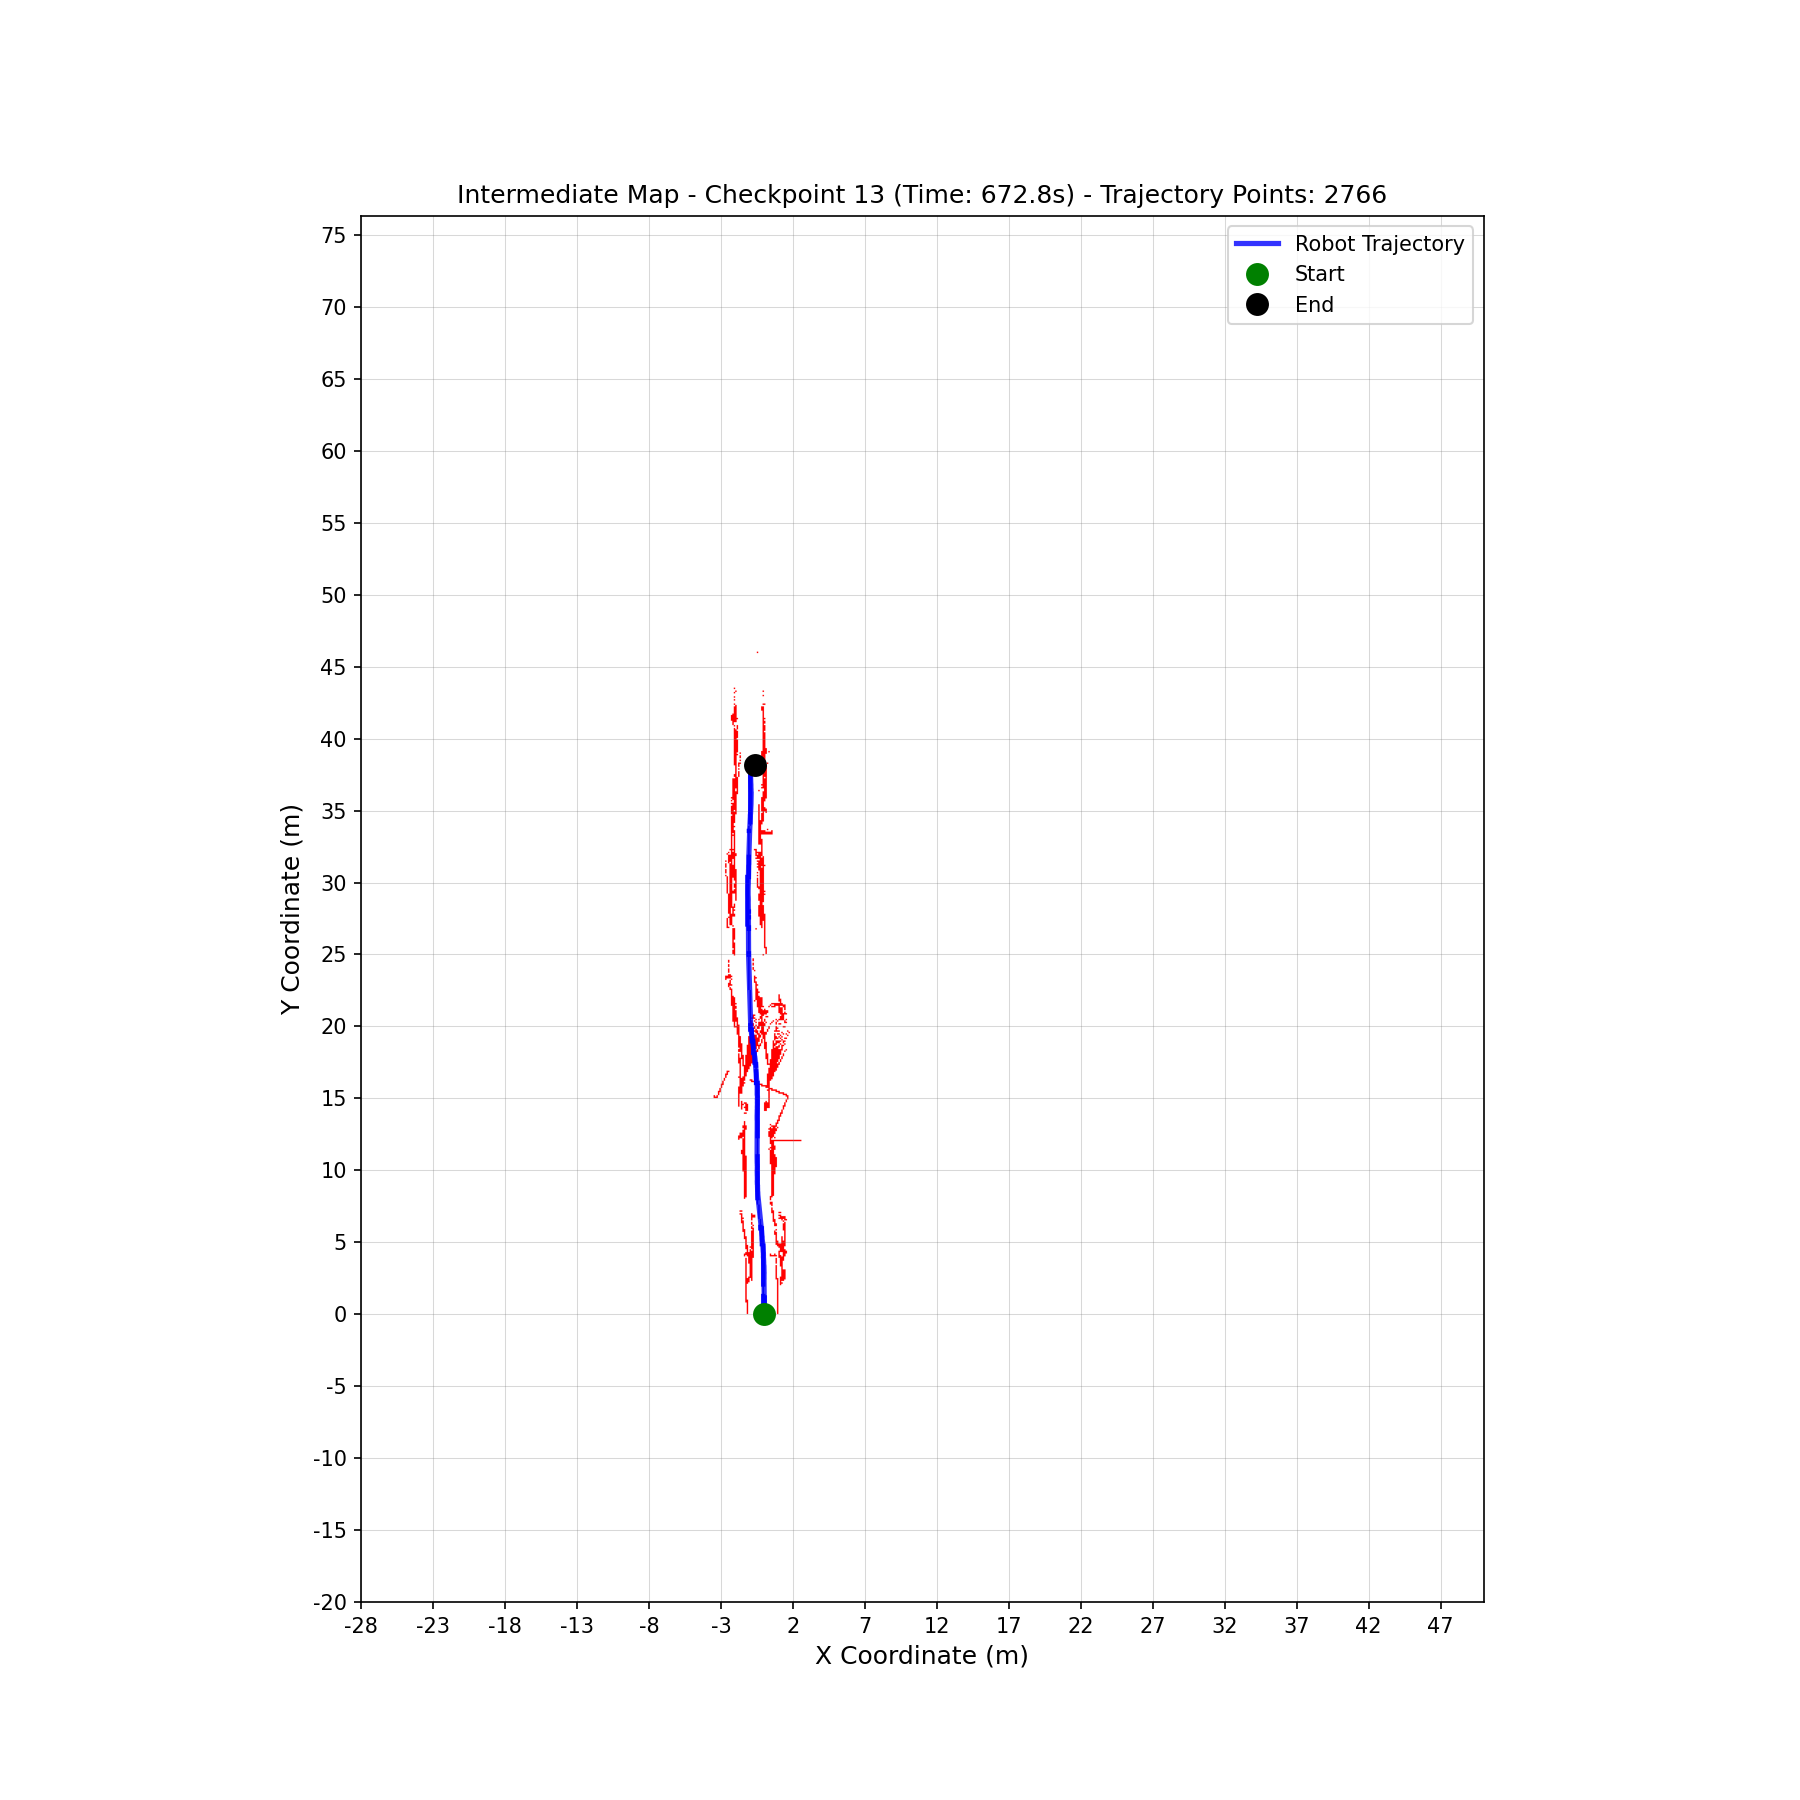 Intermediate Map - Checkpoint 13 (Time: 672.8s) - Trajectory Points: 2766
Robot Trajectory
Start
End
75
70
65
60
55
50
45
40
35
30
25
20
15
10
5
0
-5
-10
-15
-20
Y Coordinate (m)
-28 -23 -18 -13 -8 -3 2 7 12 17 22 27 32 37 42 47
X Coordinate (m)